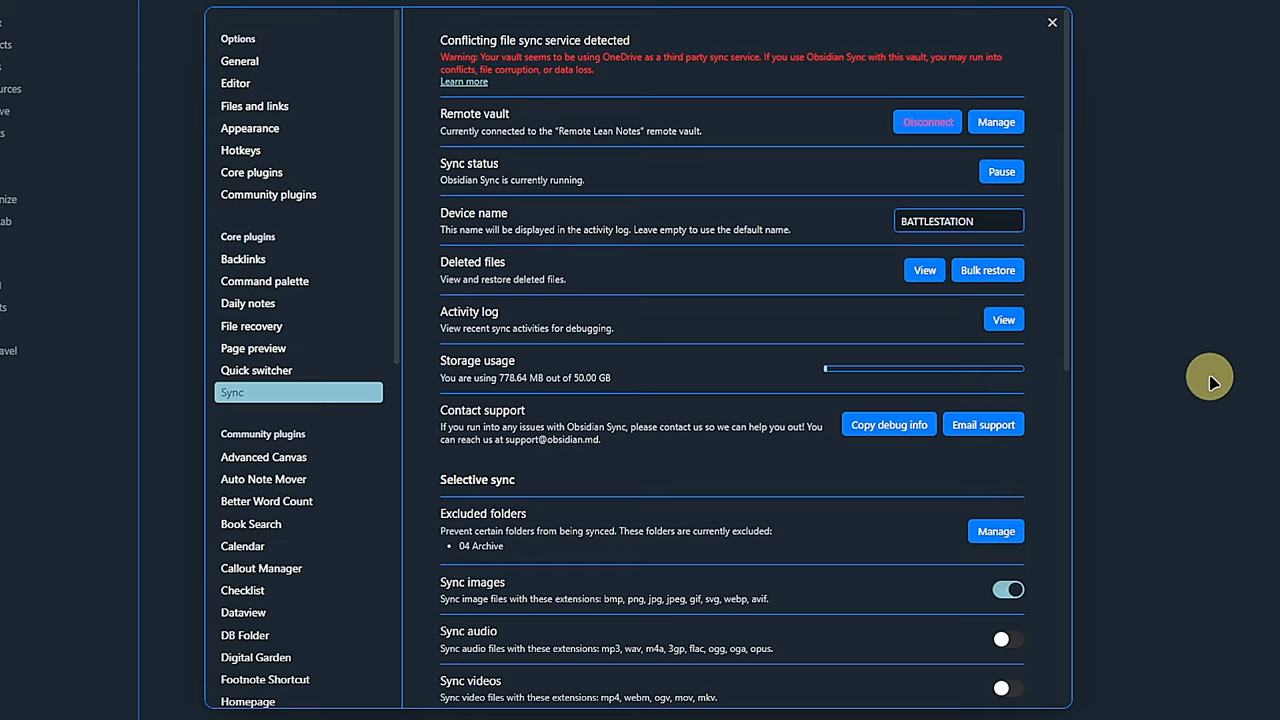 Options
General
Editor
Files and links
Appearance
Hotkeys
Core plugins
Community plugins
Core plugins
Backlinks
Command palette
Daily notes
File recovery
Page preview
Quick switcher
Sync
Community plugins
Advanced Canvas
Auto Note Mover
Better Word Count
Book Search
Calendar
Callout Manager
Checklist
Dataview
DB Folder
Digital Garden
Footnote Shortcut
Homepage
Conflicting file sync service detected
Warning: Your vault seems to be using OneDrive as a third party sync service. If you use Obsidian Sync with this vault, you may run into
conflicts, file corruption, or data loss.
Learn more
Remote vault
Currently connected to the “Remote Lean Notes” remote vault.
Disconnect
Manage
Sync status
Obsidian Sync is currently running.
Pause
Device name
This name will be displayed in the activity log. Leave empty to use the default name.
BATTLESTATION
Deleted files
View and restore deleted files.
View
Bulk restore
Activity log
View recent sync activities for debugging.
View
Storage usage
You are using 778.64 MB out of 50.00 GB
Contact support
If you run into any issues with Obsidian Sync, please contact us so we can help you out! You
can reach us at support@obsidian.md.
Copy debug info
Email support
Selective sync
Excluded folders
Prevent certain folders from being synced. These folders are currently excluded:
• 04 Archive
Manage
Sync images
Sync image files with these extensions: bmp, png, jpg, jpeg, gif, svg, webp, avif.
Sync audio
Sync audio files with these extensions: mp3, wav, m4a, 3gp, flac, ogg, oga, opus.
Sync videos
Sync video files with these extensions: mp4, webm, ogv, mov, mkv.